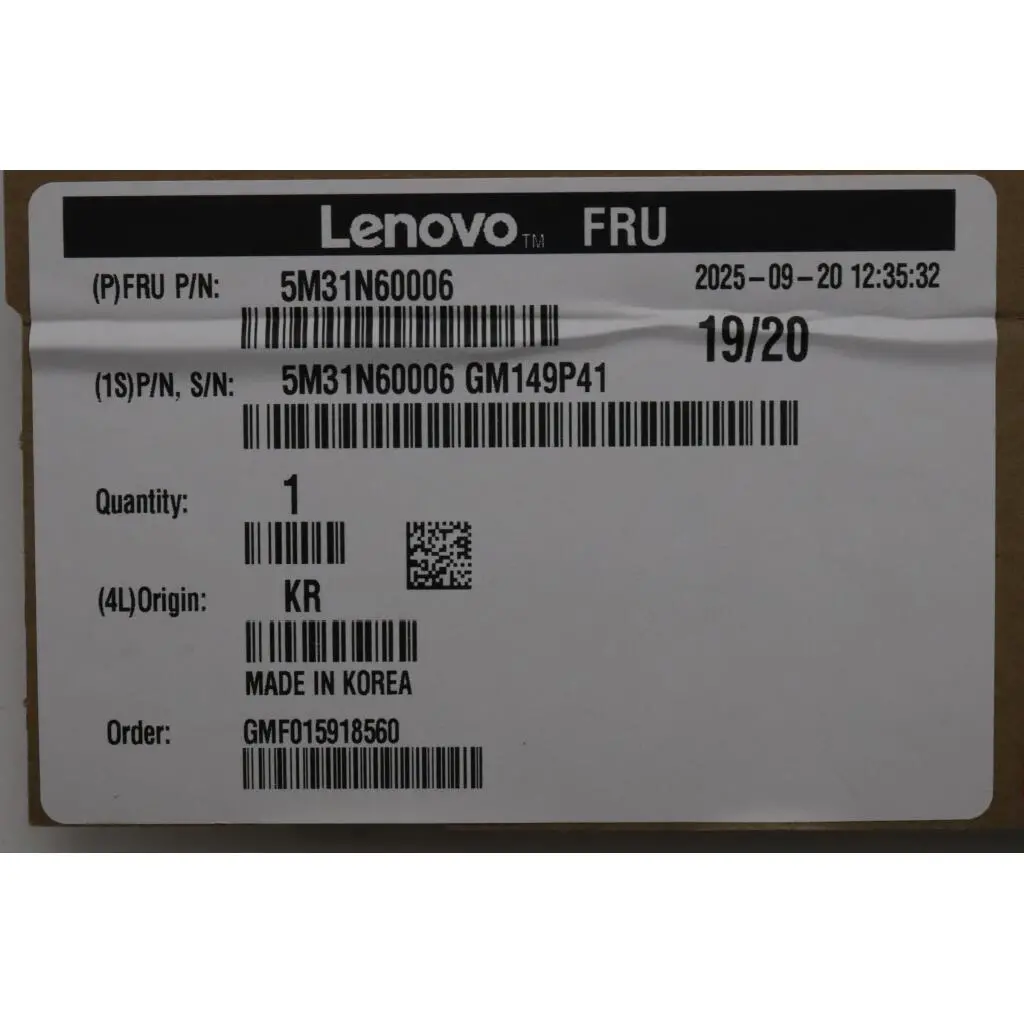 Lenovo™ FRU
(P)FRU P/N: 5M31N60006 2025-09-20 12:35:32
19/20
(1S)P/N, S/N: 5M31N60006 GM149P41
Quantity: 1
(4L)Origin: KR
MADE IN KOREA
Order: GMF015918560